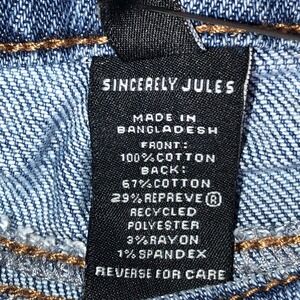 SINCERELY JULES
MADE IN
BANGLADESH
FRONT:
100%COTTON
BACK:
67%COTTON
29%REPREVE®
RECYCLED
POLYESTER
3%RAYON
1%SPANDEX
REVERSE FOR CARE